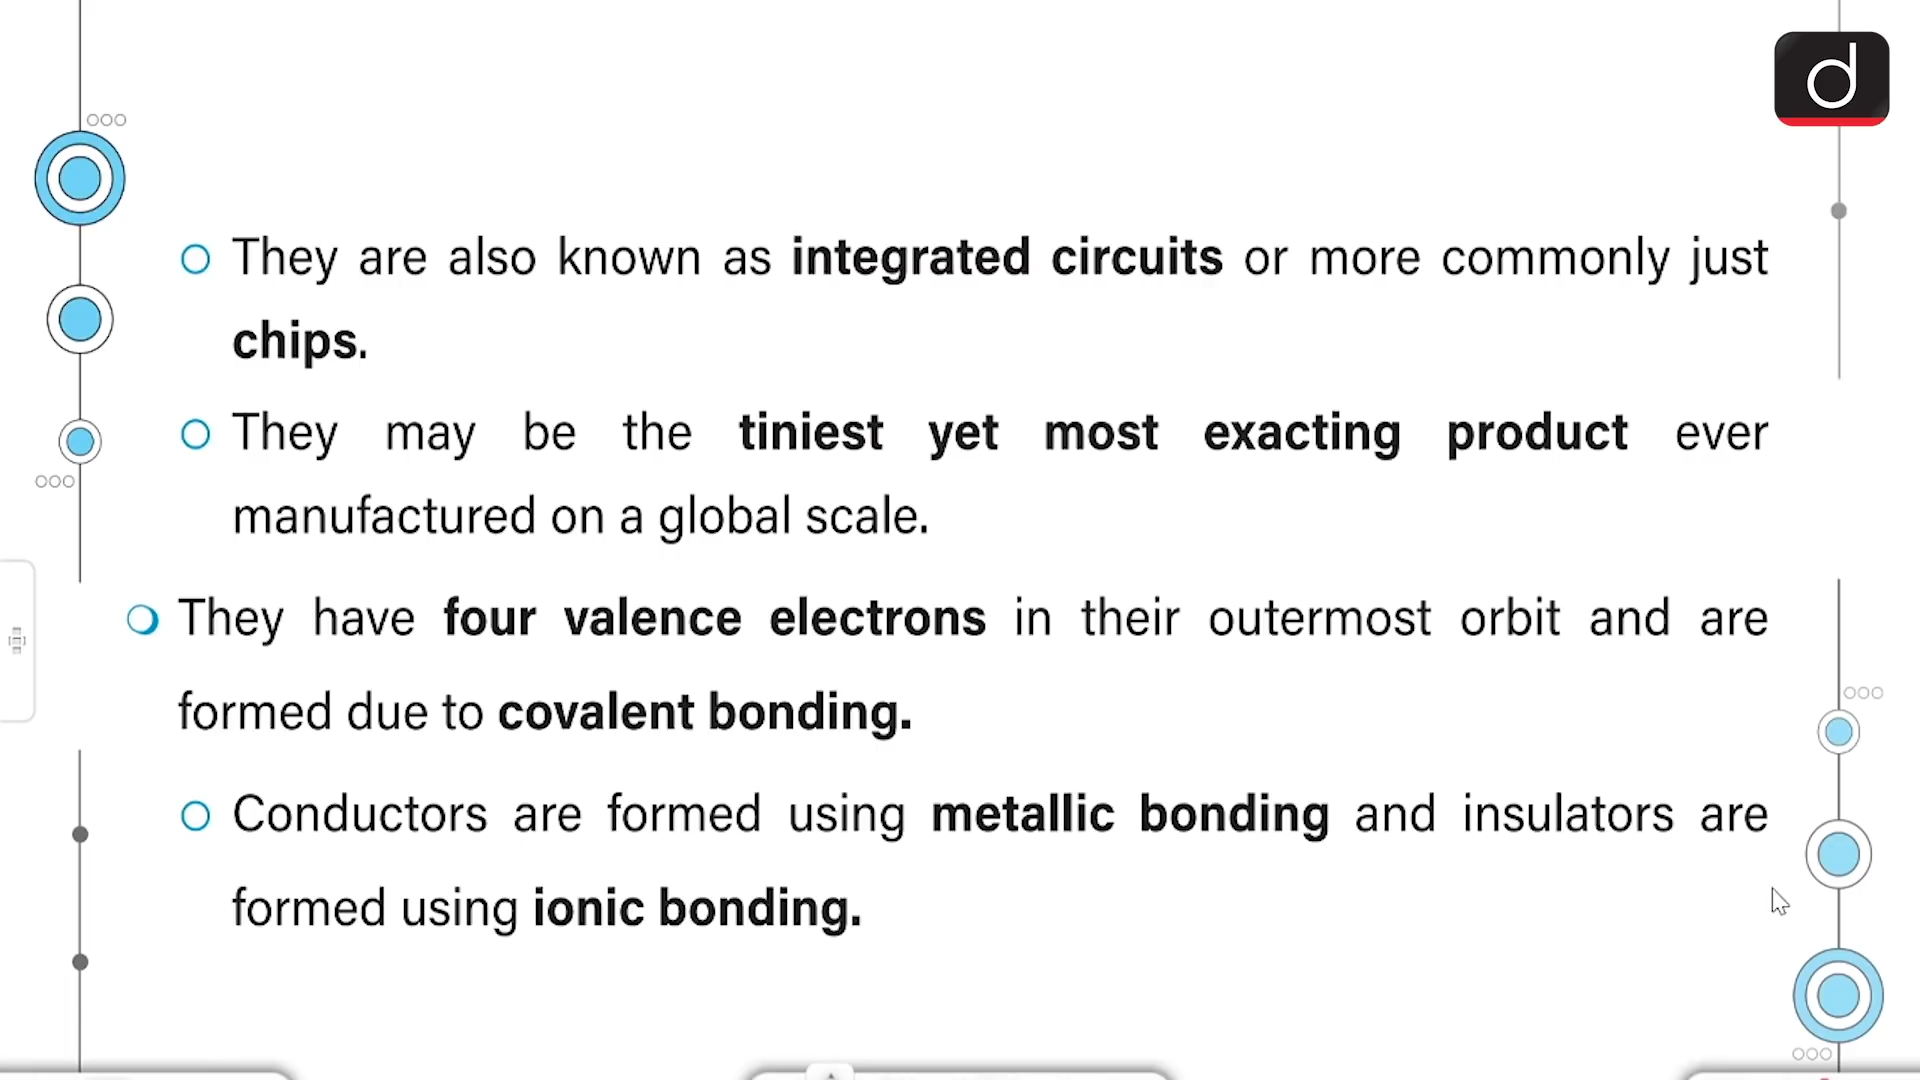 d
They are also known as integrated circuits or more commonly just
chips.
They may be the tiniest yet most exacting product ever
manufactured on a global scale.
They have four valence electrons in their outermost orbit and are
formed due to covalent bonding.
Conductors are formed using metallic bonding and insulators are
formed using ionic bonding.